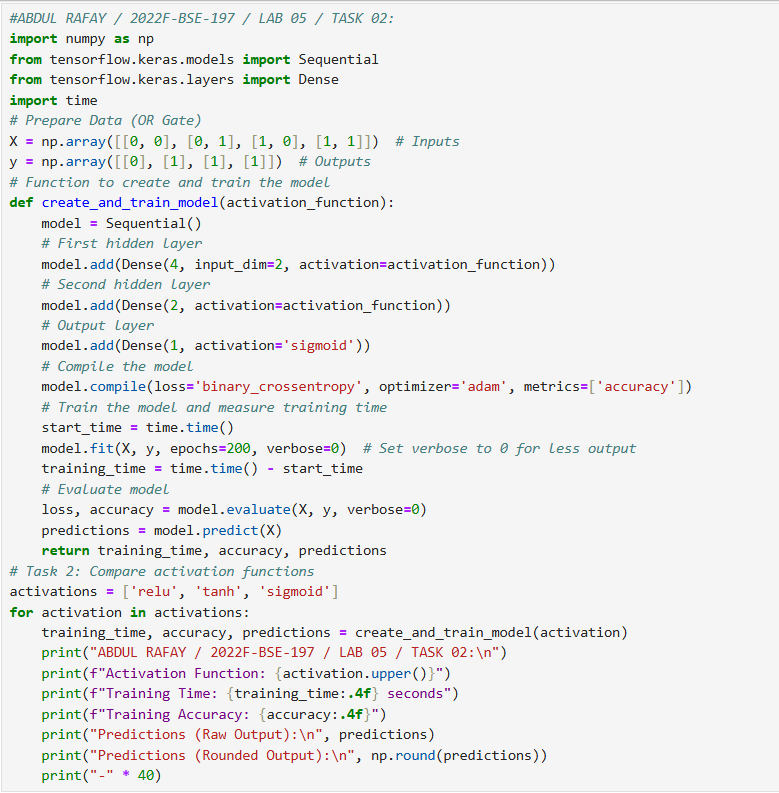 #ABDUL RAFAY / 2022F-BSE-197 / LAB 05 / TASK 02:
import numpy as np
from tensorflow.keras.models import Sequential
from tensorflow.keras.layers import Dense
import time
# Prepare Data (OR Gate)
X = np.array([[0, 0], [0, 1], [1, 0], [1, 1]])  # Inputs
y = np.array([[0], [1], [1], [1]])  # Outputs
# Function to create and train the model
def create_and_train_model(activation_function):
    model = Sequential()
    # First hidden layer
    model.add(Dense(4, input_dim=2, activation=activation_function))
    # Second hidden layer
    model.add(Dense(2, activation=activation_function))
    # Output layer
    model.add(Dense(1, activation='sigmoid'))
    # Compile the model
    model.compile(loss='binary_crossentropy', optimizer='adam', metrics=['accuracy'])
    # Train the model and measure training time
    start_time = time.time()
    model.fit(X, y, epochs=200, verbose=0)  # Set verbose to 0 for less output
    training_time = time.time() - start_time
    # Evaluate model
    loss, accuracy = model.evaluate(X, y, verbose=0)
    predictions = model.predict(X)
    return training_time, accuracy, predictions
# Task 2: Compare activation functions
activations = ['relu', 'tanh', 'sigmoid']
for activation in activations:
    training_time, accuracy, predictions = create_and_train_model(activation)
    print("ABDUL RAFAY / 2022F-BSE-197 / LAB 05 / TASK 02:\n")
    print(f"Activation Function: {activation.upper()}")
    print(f"Training Time: {training_time:.4f} seconds")
    print(f"Training Accuracy: {accuracy:.4f}")
    print("Predictions (Raw Output):\n", predictions)
    print("Predictions (Rounded Output):\n", np.round(predictions))
    print("-" * 40)